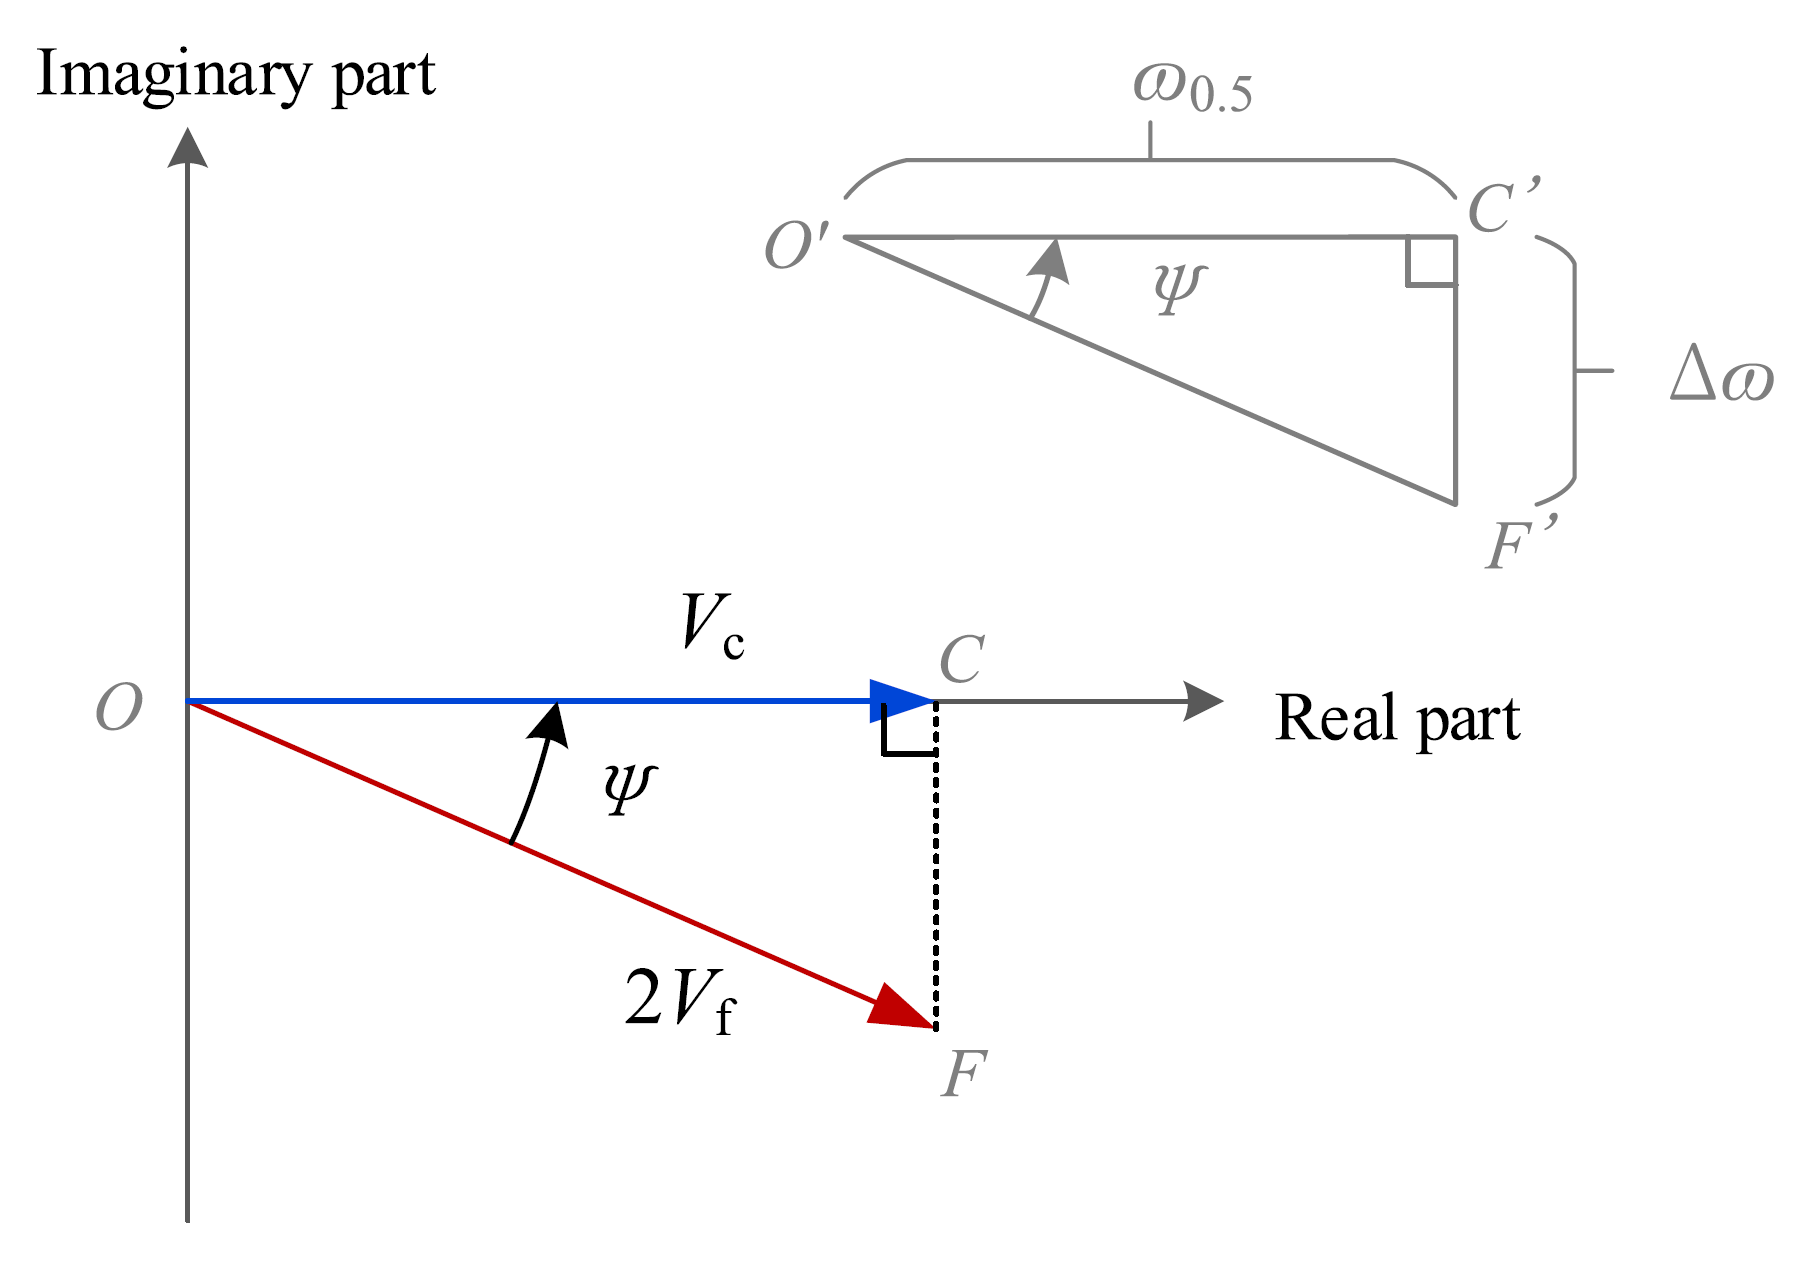 Imaginary part
ω0.5
O'
C’
ψ
Δω
F’
Vc
C
O
Real part
ψ
2Vf
F